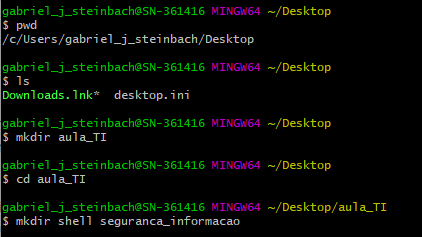 gabriel_j_steinbach@SN-361416 MINGW64 ~/Desktop
$ pwd
/c/Users/gabriel_j_steinbach/Desktop
gabriel_j_steinbach@SN-361416 MINGW64 ~/Desktop
$ ls
Downloads.lnk*  desktop.ini
gabriel_j_steinbach@SN-361416 MINGW64 ~/Desktop
$ mkdir aula_TI
gabriel_j_steinbach@SN-361416 MINGW64 ~/Desktop
$ cd aula_TI
gabriel_j_steinbach@SN-361416 MINGW64 ~/Desktop/aula_TI
$ mkdir shell seguranca_informacao